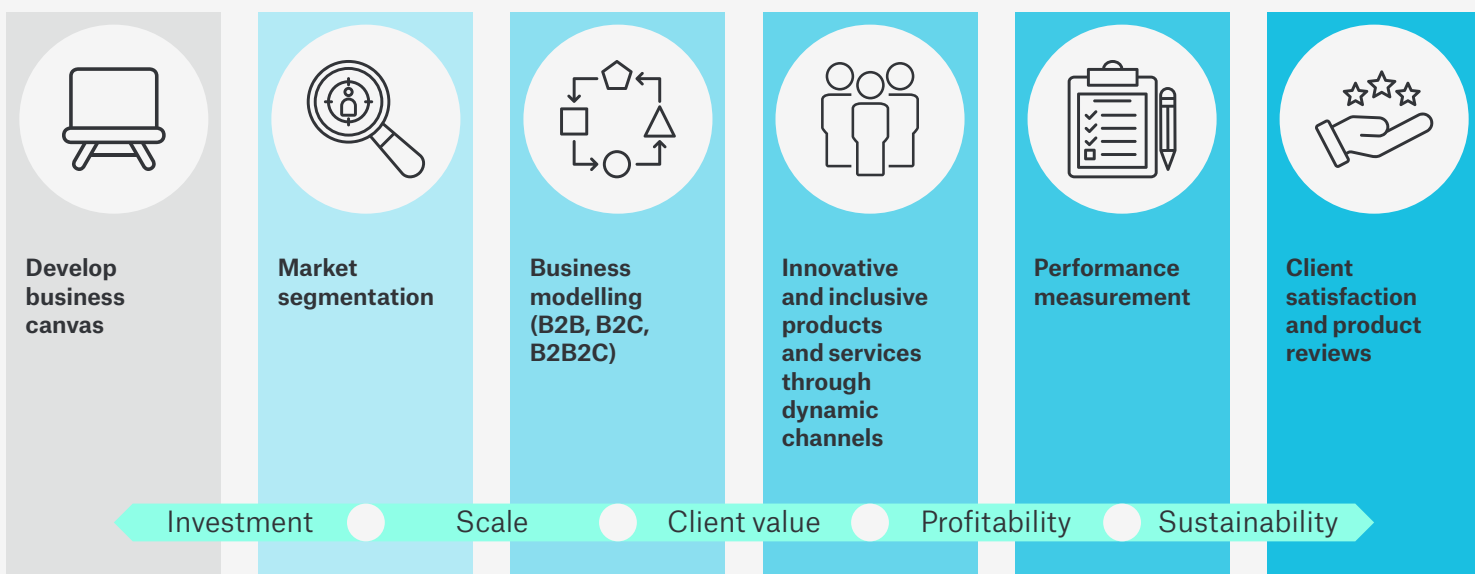 Develop
business
canvas
Market
segmentation
Business
modelling
(B2B, B2C,
B2B2C)
Innovative
and inclusive
products
and services
through
dynamic
channels
Performance
measurement
Client
satisfaction
and product
reviews
Investment
Scale
Client value
Profitability
Sustainability